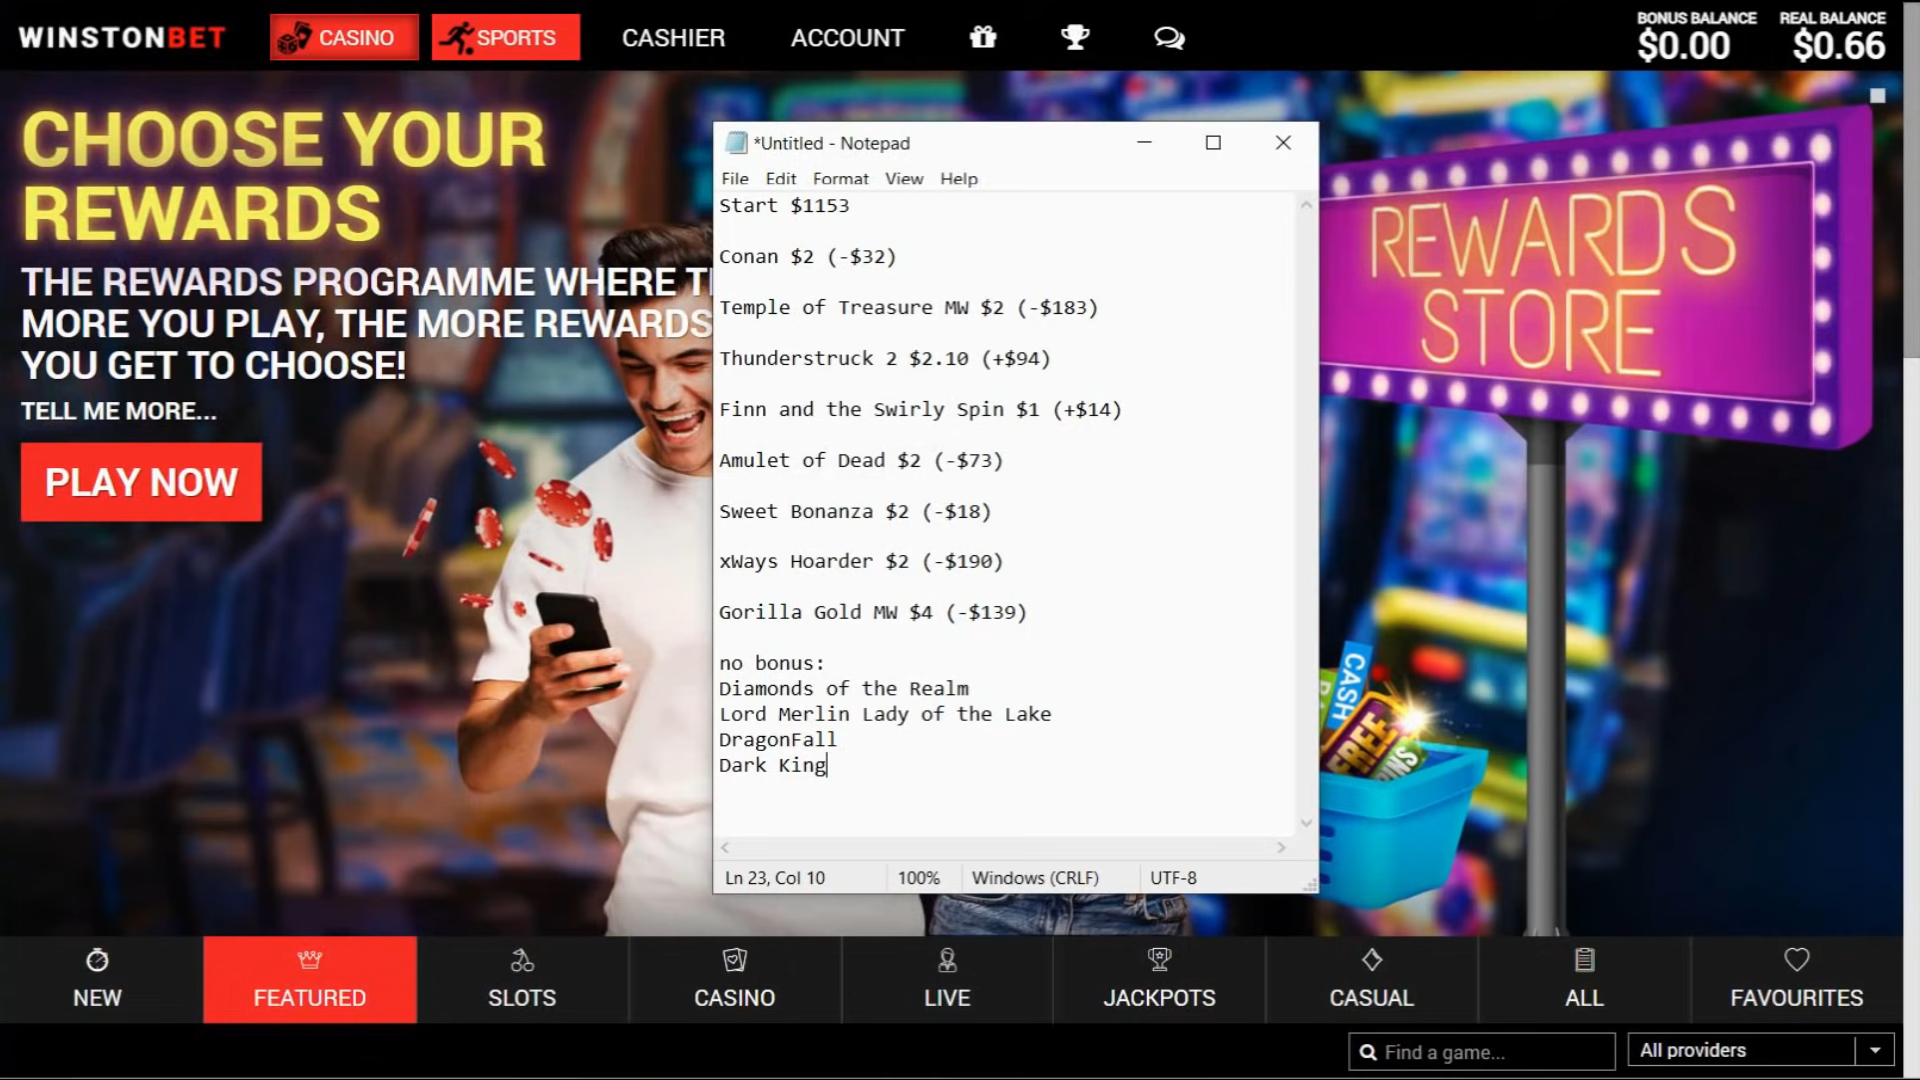 WINSTONBET
CASINO
SPORTS
CASHIER
ACCOUNT
BONUS BALANCE
$0.00
REAL BALANCE
$0.66
CHOOSE YOUR
REWARDS
THE REWARDS PROGRAMME WHERE T
MORE YOU PLAY, THE MORE REWARDS
YOU GET TO CHOOSE!
TELL ME MORE...
PLAY NOW
*Untitled - Notepad
File Edit Format View Help
Start $1153
Conan $2 (-$32)
Temple of Treasure MW $2 (-$183)
Thunderstruck 2 $2.10 (+$94)
Finn and the Swirly Spin $1 (+$14)
Amulet of Dead $2 (-$73)
Sweet Bonanza $2 (-$18)
xWays Hoarder $2 (-$190)
Gorilla Gold MW $4 (-$139)
no bonus:
Diamonds of the Realm
Lord Merlin Lady of the Lake
DragonFall
Dark King
Ln 23, Col 10
100%
Windows (CRLF)
UTF-8
REWARDS
STORE
CASH
FREE
NEW
FEATURED
SLOTS
CASINO
LIVE
JACKPOTS
CASUAL
ALL
FAVOURITES
Find a game...
All providers